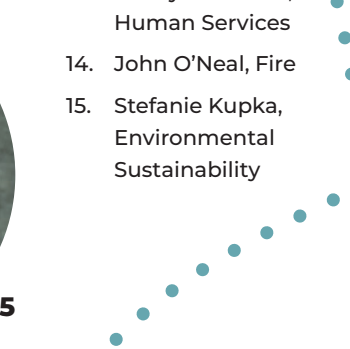 Human Services
14. John O’Neal, Fire
15. Stefanie Kupka,
Environmental
Sustainability
5